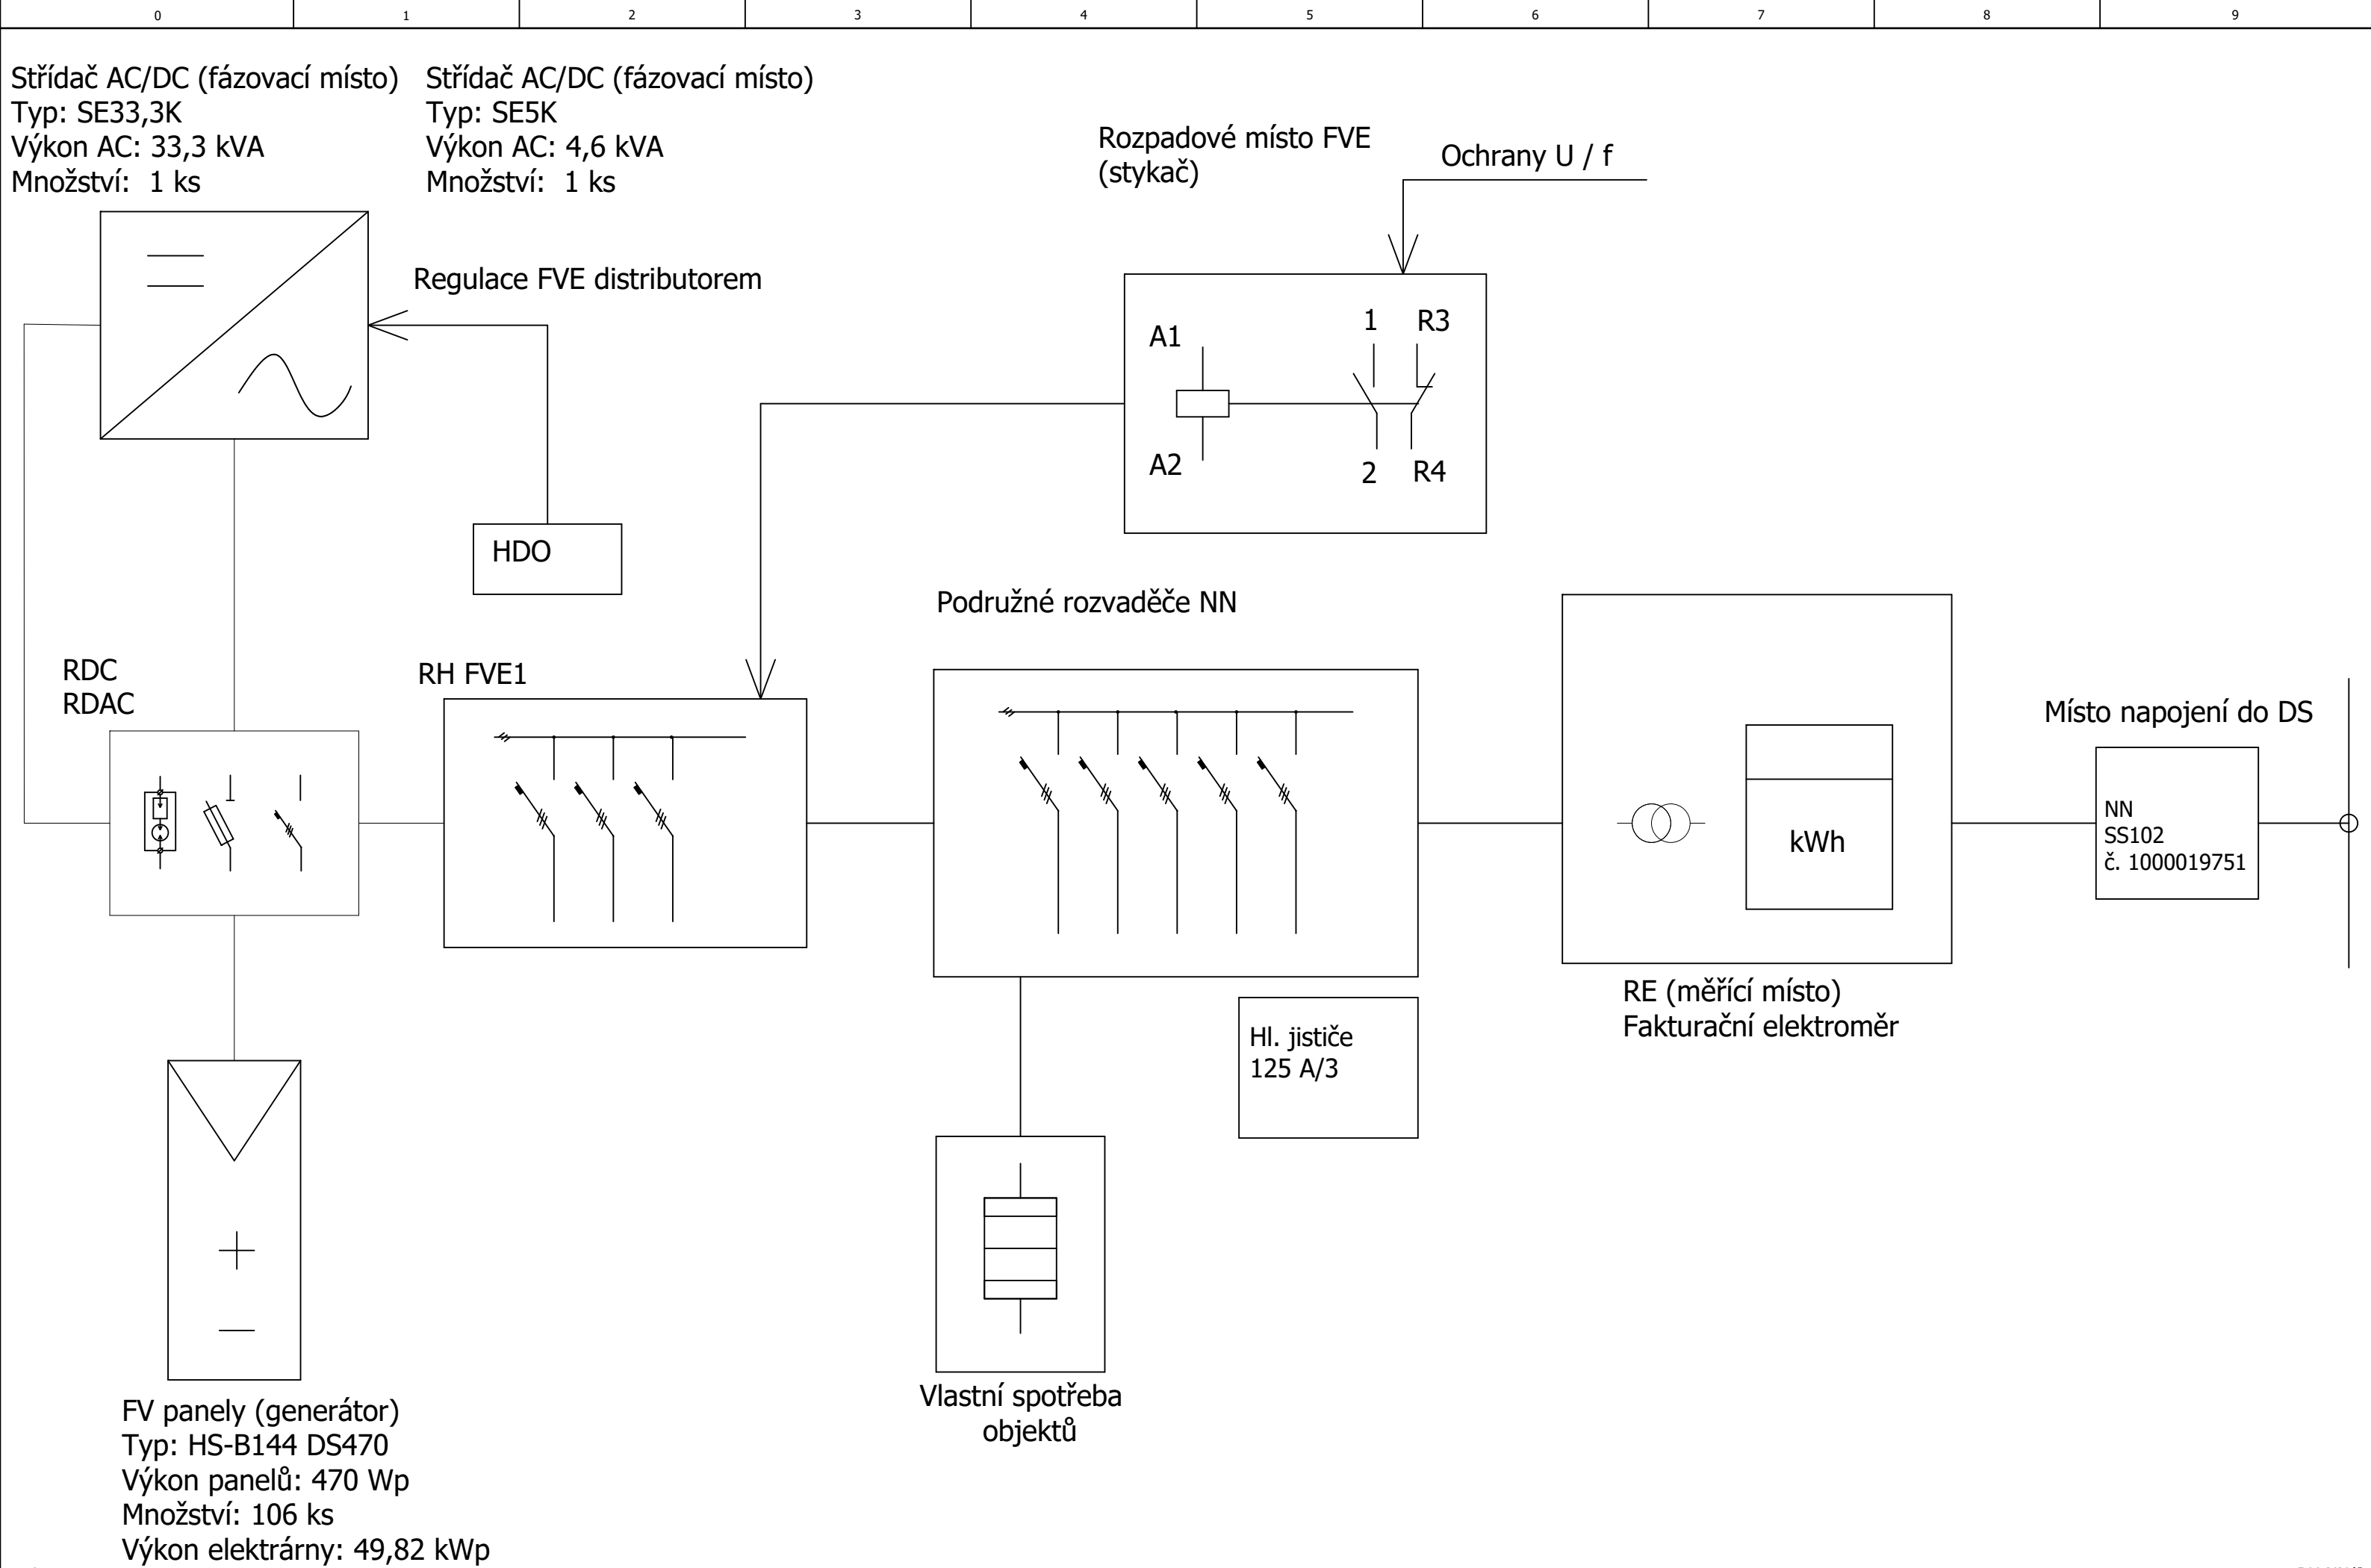 0 1 2 3 4 5 6 7 8 9
Střídač AC/DC (fázovací místo)
Typ: SE33,3K
Výkon AC: 33,3 kVA
Množství: 1 ks
Střídač AC/DC (fázovací místo)
Typ: SE5K
Výkon AC: 4,6 kVA
Množství: 1 ks
Rozpadové místo FVE
(stykač)
Ochrany U / f
Regulace FVE distributorem
A1
1
R3
A2
2
R4
HDO
Podružné rozvaděče NN
RDC
RDAC
RH FVE1
Místo napojení do DS
NN
SS102
č. 1000019751
kWh
RE (měřící místo)
Fakturační elektroměr
Hl. jističe
125 A/3
Vlastní spotřeba
objektů
FV panely (generátor)
Typ: HS-B144 DS470
Výkon panelů: 470 Wp
Množství: 106 ks
Výkon elektrárny: 49,82 kWp